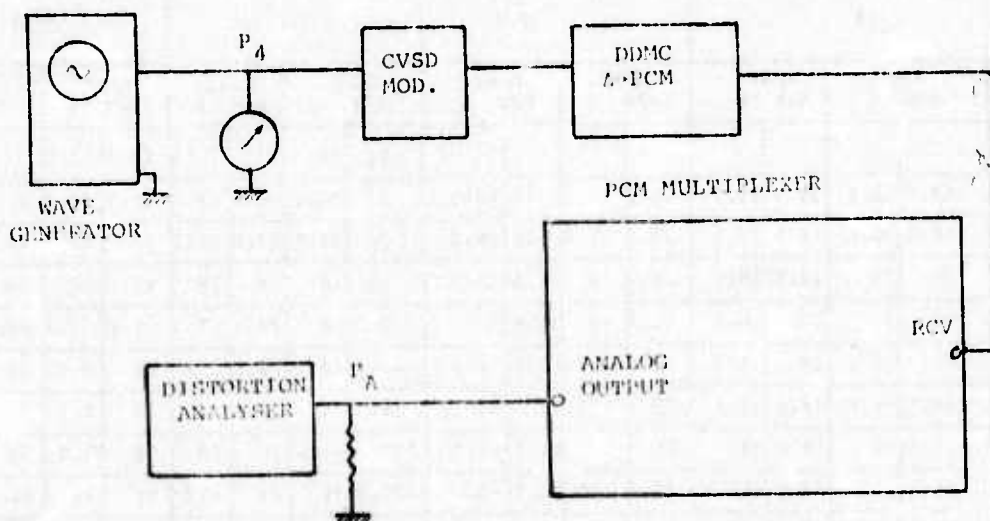 P4
CVSD
MOD.
DDMC
Δ→PCM
WAVE
GENERATOR
PCM MULTIPLEXER
RCV
ANALOG
OUTPUT
PA
DISTORTION
ANALYSER